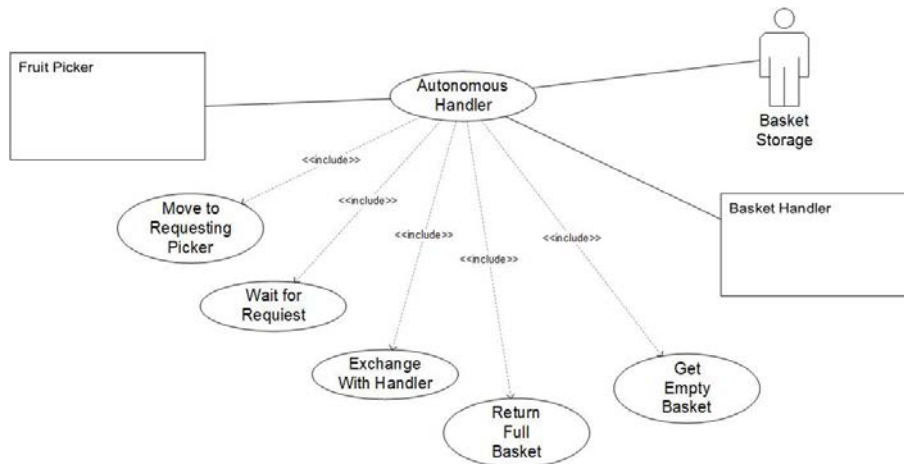 Fruit Picker
Autonomous
Handler
Basket
Storage
<<include>>
Move to
Requesting
Picker
<<include>>
Basket Handler
<<include>>
<<include>>
<<include>>
Wait for
Requiest
Exchange
With Handler
Get
Empty
Basket
Return
Full
Basket